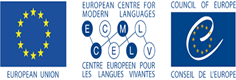 EUROPEAN CENTRE FOR
MODERN LANGUAGES
ECML
CELV
CENTRE EUROPEEN POUR
LES LANGUES VIVANTES
COUNCIL OF EUROPE
CONSEIL DE L'EUROPE
EUROPEAN UNION